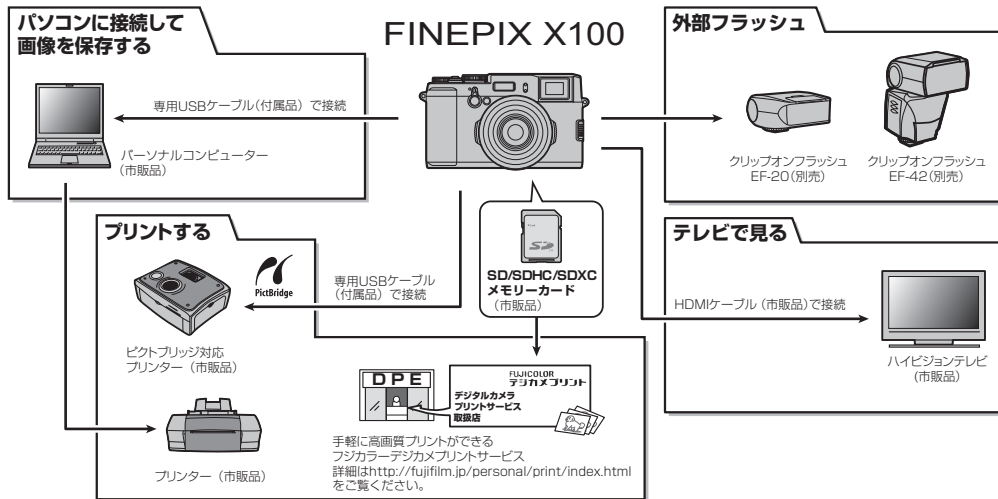 パソコンに接続して
画像を保存する
専用USBケーブル（付属品）で接続
パーソナルコンピューター
（市販品）
FINEPIX X100
外部フラッシュ
クリップオンフラッシュ
EF-20（別売）
クリップオンフラッシュ
EF-42（別売）
SD
SD/SDHC/SDXC
メモリーカード
（市販品）
プリントする
PictBridge
専用USBケーブル
（付属品）で接続
ピクトブリッジ対応
プリンター（市販品）
プリンター（市販品）
DPE
FUJICOLOR
デジカメプリント
デジタルカメラ
プリントサービス
取扱店
手軽に高画質プリントができる
フジカラーデジカメプリントサービス
詳細はhttp://fujifilm.jp/personal/print/index.html
をご覧ください。
テレビで見る
HDMIケーブル（市販品）で接続
ハイビジョンテレビ
（市販品）